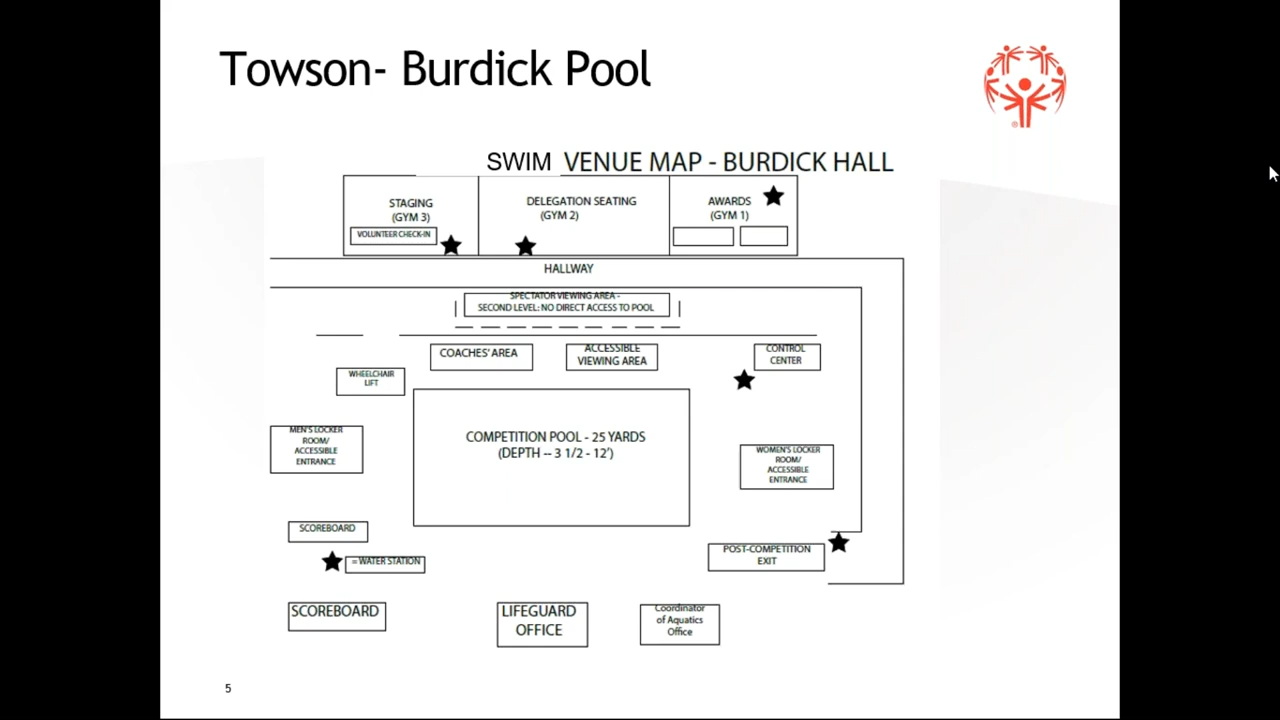 Towson- Burdick Pool
SWIM VENUE MAP - BURDICK HALL
STAGING
(GYM 3)
VOLUNTEER CHECK-IN
DELEGATION SEATING
(GYM 2)
AWARDS
(GYM 1)
HALLWAY
SPECTATOR VIEWING AREA -
SECOND LEVEL: NO DIRECT ACCESS TO POOL
COACHES' AREA
ACCESSIBLE
VIEWING AREA
CONTROL
CENTER
WHEELCHAIR
LIFT
COMPETITION POOL - 25 YARDS
(DEPTH -- 3 1/2 - 12')
MEN'S LOCKER
ROOM/
ACCESSIBLE
ENTRANCE
WOMEN'S LOCKER
ROOM/
ACCESSIBLE
ENTRANCE
SCOREBOARD
= WATER STATION
POST-COMPETITION
EXIT
SCOREBOARD
LIFEGUARD
OFFICE
Coordinator
of Aquatics
Office
5